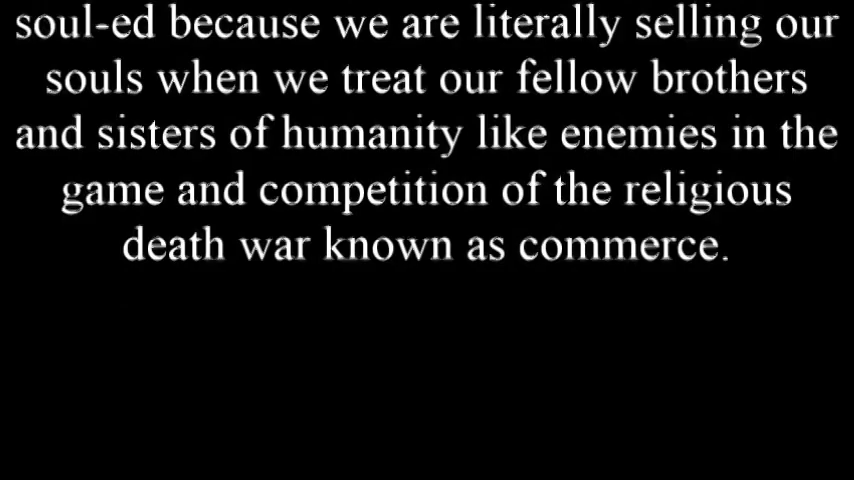 soul-ed because we are literally selling our
souls when we treat our fellow brothers
and sisters of humanity like enemies in the
game and competition of the religious
death war known as commerce.